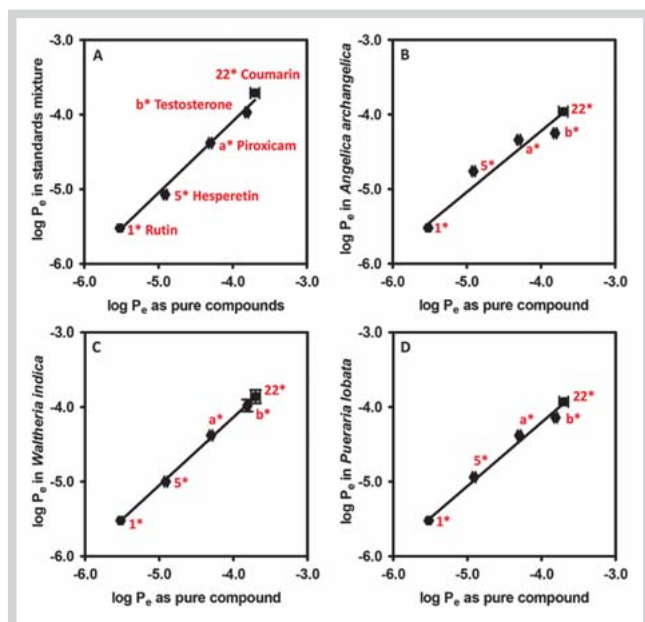 A
-3.0
-4.0
-5.0
-6.0
log Pe in standards mixture
22* Coumarin
b* Testosterone
a* Piroxicam
5* Hesperetin
1* Rutin
-6.0 -5.0 -4.0 -3.0
log Pe as pure compounds
B
-3.0
-4.0
-5.0
-6.0
log Pe in Angelica archangelica
22*
b*
a*
5*
1*
-6.0 -5.0 -4.0 -3.0
log Pe as pure compound
C
-3.0
-4.0
-5.0
-6.0
log Pe in Waltheria indica
22*
b*
a*
5*
1*
-6.0 -5.0 -4.0 -3.0
log Pe as pure compound
D
-3.0
-4.0
-5.0
-6.0
log Pe in Pueraria lobata
22*
b*
a*
5*
1*
-6.0 -5.0 -4.0 -3.0
log Pe as pure compound